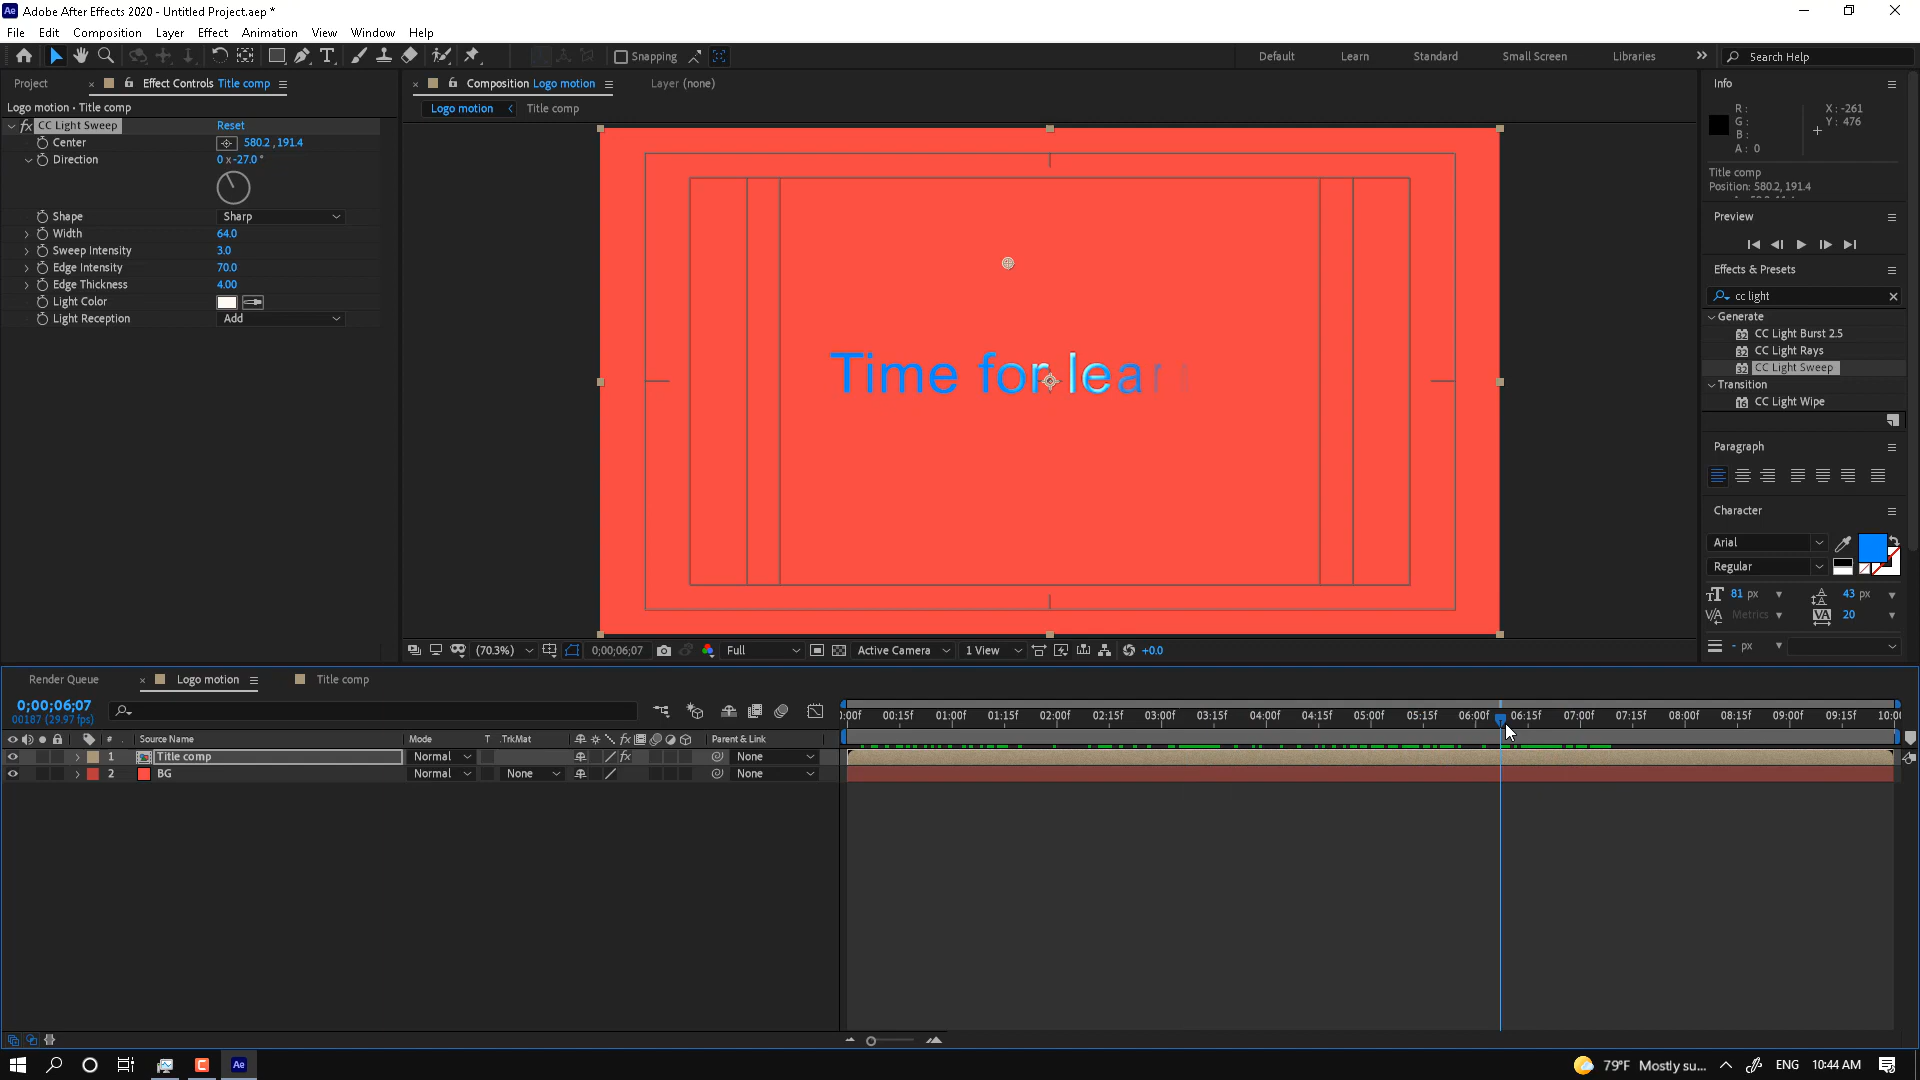 Adobe After Effects 2020 - Untitled Project.aep *
File Edit Composition Layer Effect Animation View Window Help
Snapping
Default Learn Standard Small Screen Libraries Search Help
Project Effect Controls Title comp
Logo motion • Title comp
fx CC Light Sweep Reset
Center 580.2 , 191.4
Direction 0 x -27.0 °
Shape Sharp
Width 64.0
Sweep Intensity 3.0
Edge Intensity 70.0
Edge Thickness 4.00
Light Color
Light Reception Add
Composition Logo motion Layer (none)
Logo motion Title comp
Time for lear
(70.3%) 0;00;06;07 Full Active Camera 1 View +0.0
Info
R :
G :
B :
A : 0
X : -261
Y : 476
Title comp
Position: 580.2, 191.4
Preview
Effects & Presets
cc light
Generate
CC Light Burst 2.5
CC Light Rays
CC Light Sweep
Transition
CC Light Wipe
Paragraph
Character
Arial
Regular
81 px 43 px
Metrics 20
- px
Render Queue Logo motion Title comp
0;00;06;07
00187 (29.97 fps)
:00f 00:15f 01:00f 01:15f 02:00f 02:15f 03:00f 03:15f 04:00f 04:15f 05:00f 05:15f 06:00f 06:15f 07:00f 07:15f 08:00f 08:15f 09:00f 09:15f 10:00
# . Source Name Mode T .TrkMat Parent & Link
1 Title comp Normal None
2 BG Normal None None
79°F Mostly su... ENG 10:44 AM